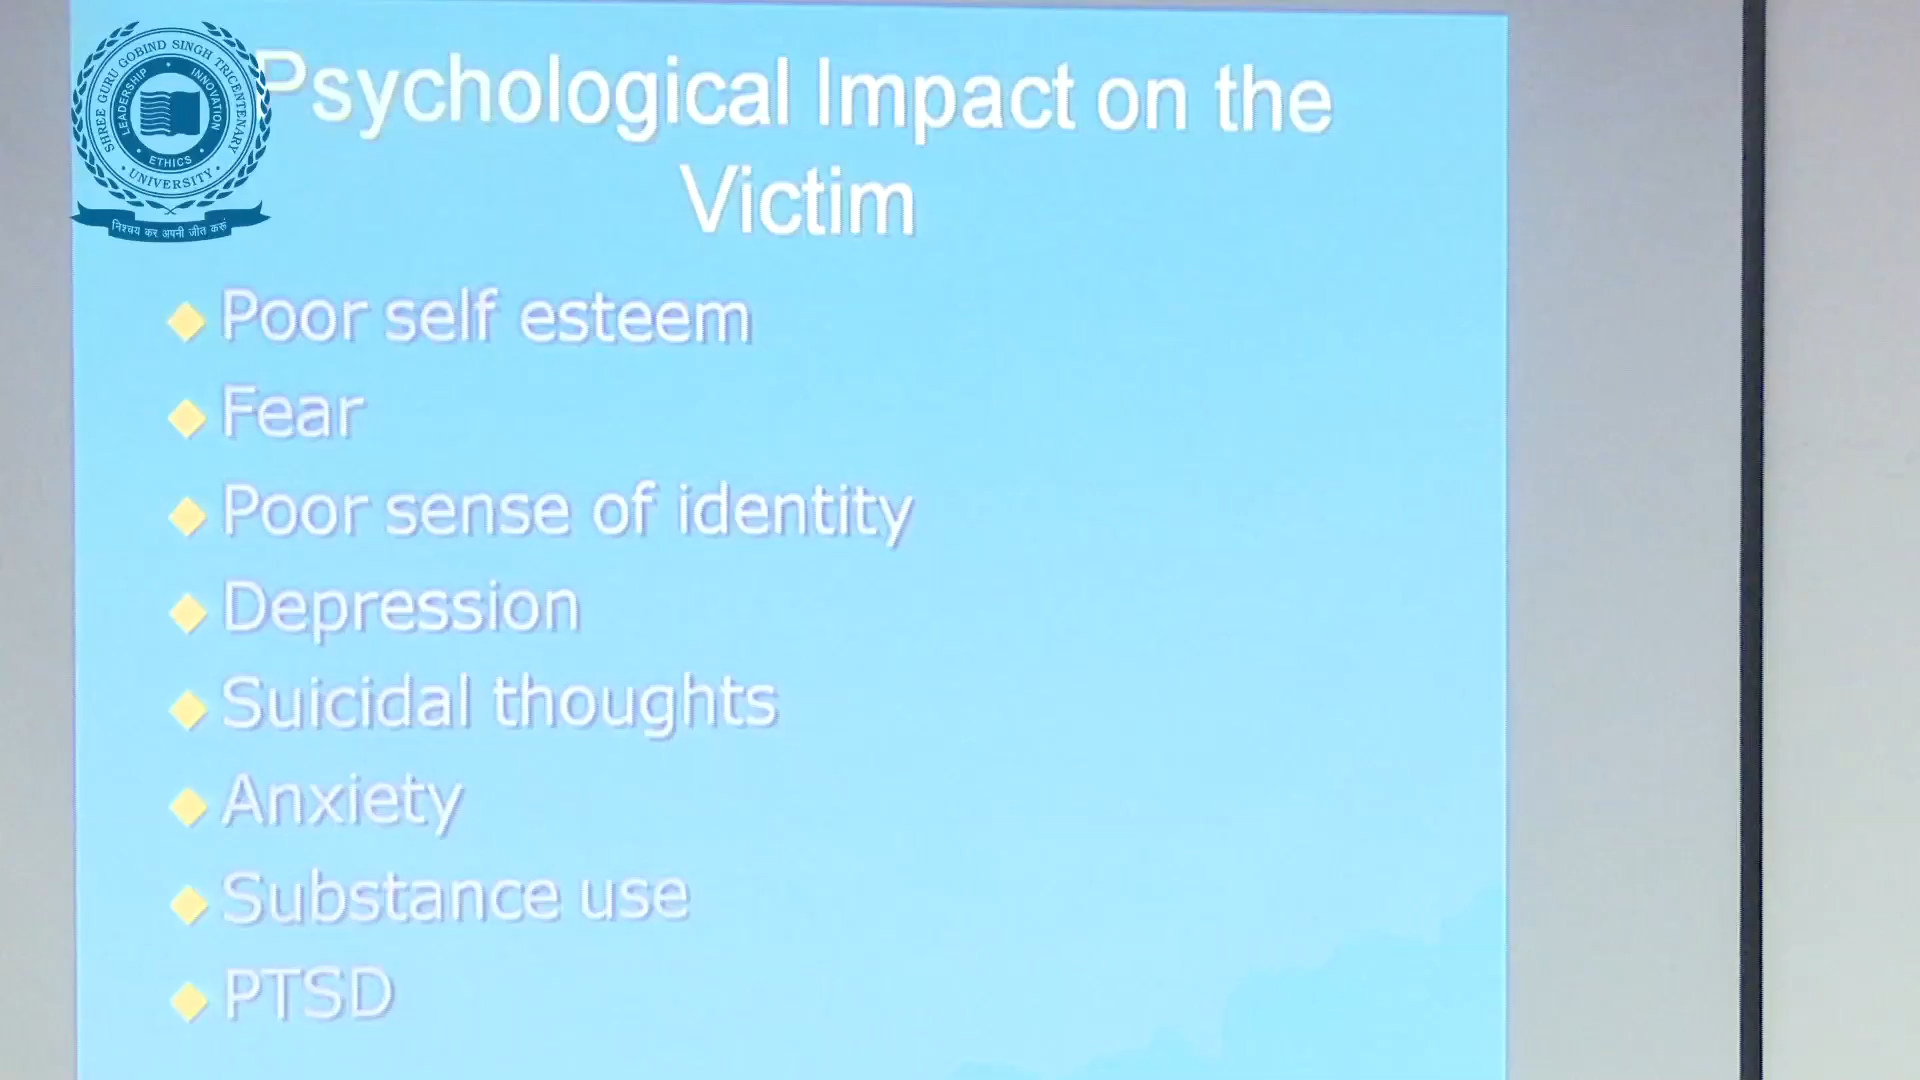 SHREE GURU GOBIND SINGH TRICENTENARY
UNIVERSITY
LEADERSHIP
INNOVATION
ETHICS
निश्चय कर अपनी जीत करूं
Psychological Impact on the
Victim
Poor self esteem
Fear
Poor sense of identity
Depression
Suicidal thoughts
Anxiety
Substance use
PTSD